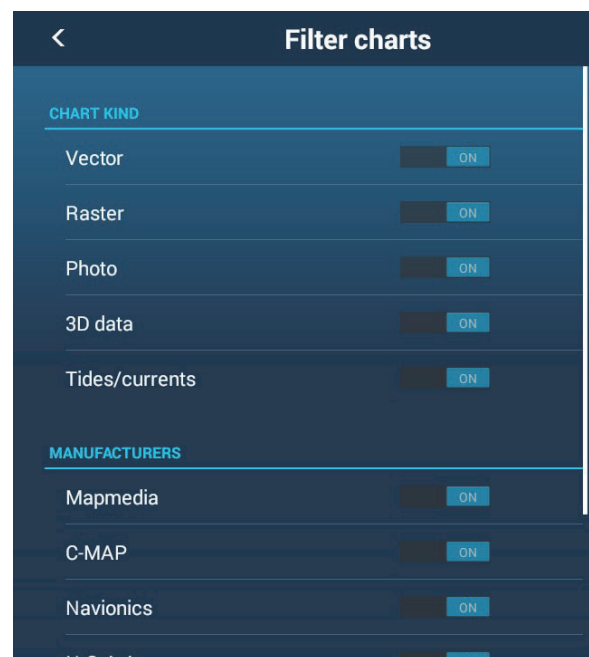 Filter charts
CHART KIND
Vector ON
Raster ON
Photo ON
3D data ON
Tides/currents ON
MANUFACTURERS
Mapmedia ON
C-MAP ON
Navionics ON